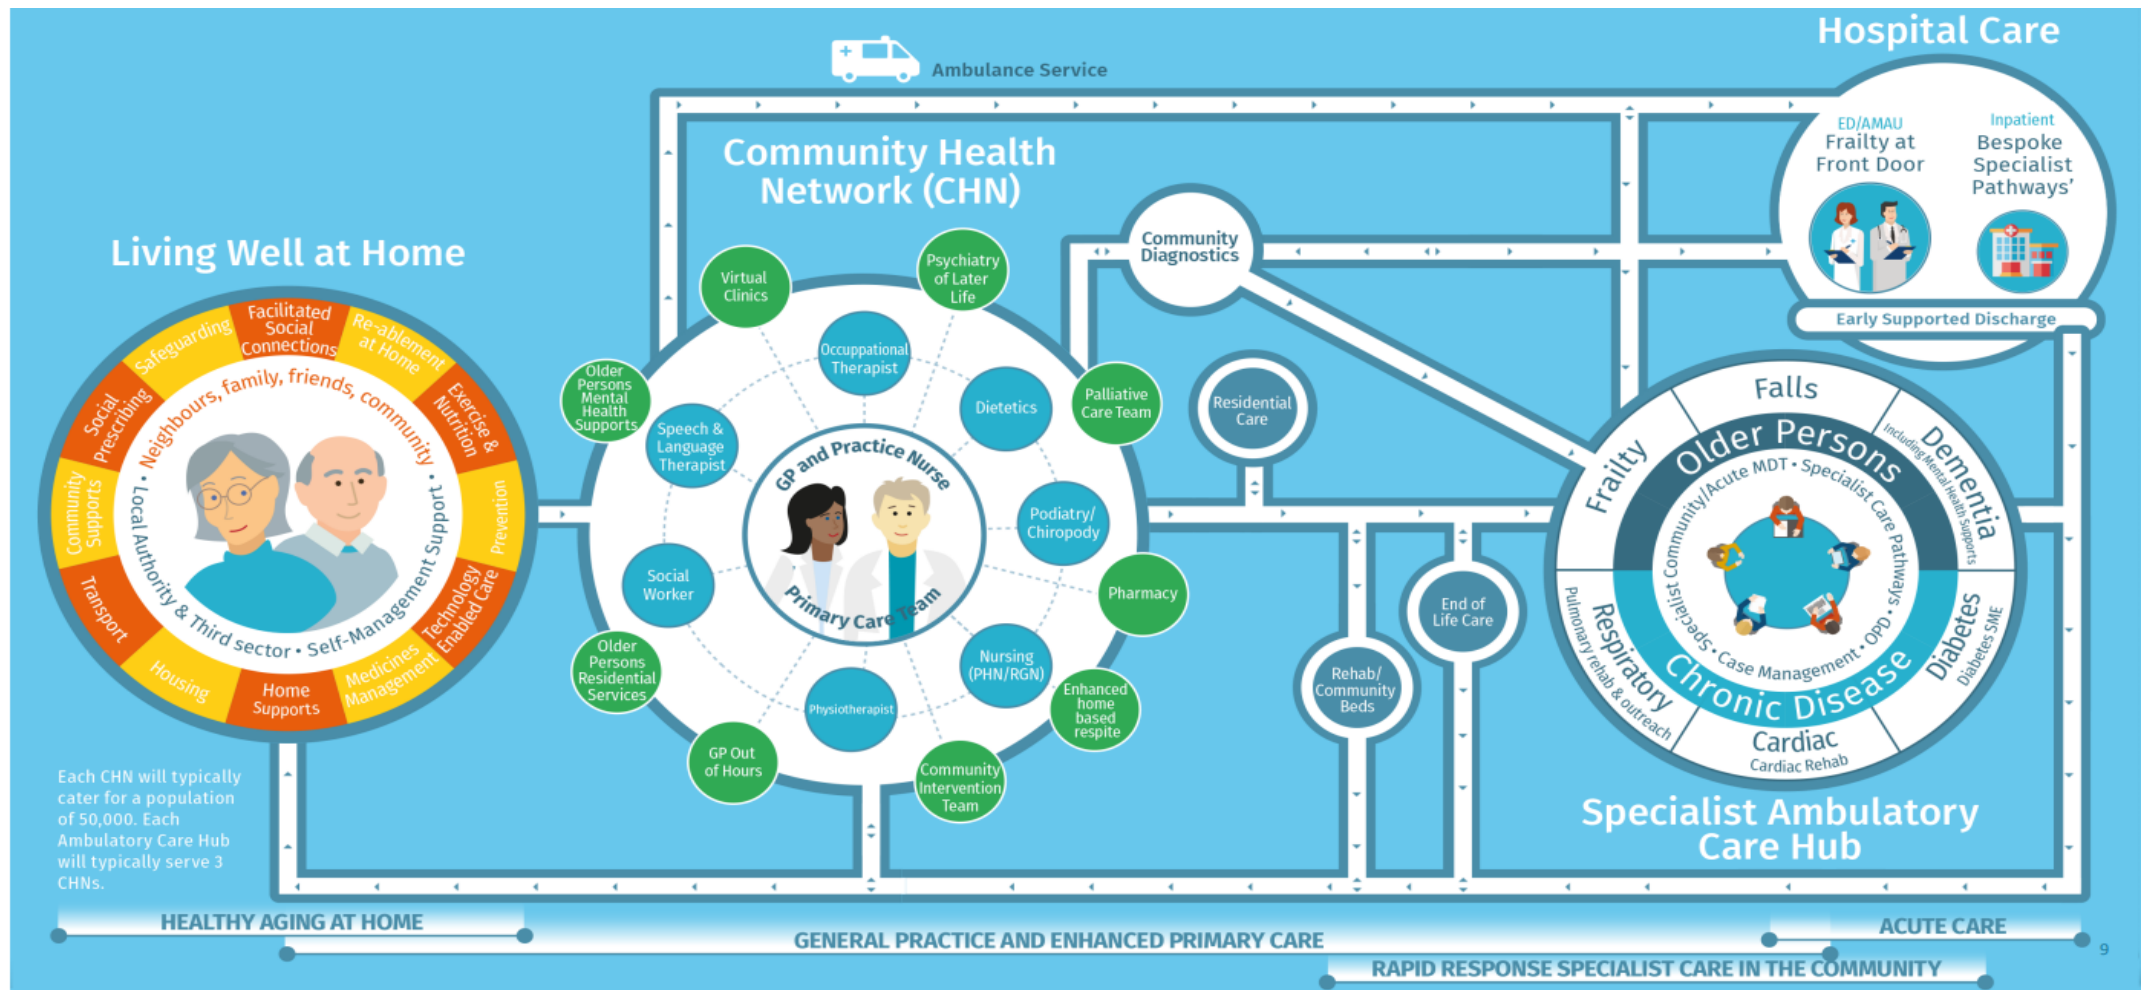 Hospital Care
Ambulance Service
ED/AMAU
Frailty at
Front Door
Inpatient
Bespoke
Specialist
Pathways’
Early Supported Discharge
Community Health
Network (CHN)
Community
Diagnostics
Living Well at Home
Facilitated
Social
Connections
Re-ablement
at Home
Exercise &
Nutrition
Prevention
Technology
Enabled Care
Medicines
Management
Home
Supports
Housing
Transport
Community
Supports
Social
Prescribing
Safeguarding
• Neighbours, family, friends, community •
Local Authority & Third sector • Self-Management Support
Virtual
Clinics
Psychiatry
of Later
Life
Older
Persons
Mental
Health
Supports
Palliative
Care Team
Pharmacy
Enhanced
home
based
respite
Community
Intervention
Team
GP Out
of Hours
Older
Persons
Residential
Services
Occuppational
Therapist
Dietetics
Podiatry/
Chiropody
Nursing
(PHN/RGN)
Physiotherapist
Social
Worker
Speech &
Language
Therapist
GP and Practice Nurse
Primary Care Team
Residential
Care
Rehab/
Community
Beds
End of
Life Care
Falls
Frailty
Dementia
Including Mental Health Supports
Older Persons
Specialist Community/Acute MDT • Specialist Care Pathways • OPD • Case Management •
Chronic Disease
Respiratory
Pulmonary rehab & outreach
Cardiac
Cardiac Rehab
Diabetes
Diabetes SME
Specialist Ambulatory
Care Hub
Each CHN will typically
cater for a population
of 50,000. Each
Ambulatory Care Hub
will typically serve 3
CHNs.
HEALTHY AGING AT HOME
GENERAL PRACTICE AND ENHANCED PRIMARY CARE
ACUTE CARE
RAPID RESPONSE SPECIALIST CARE IN THE COMMUNITY
9